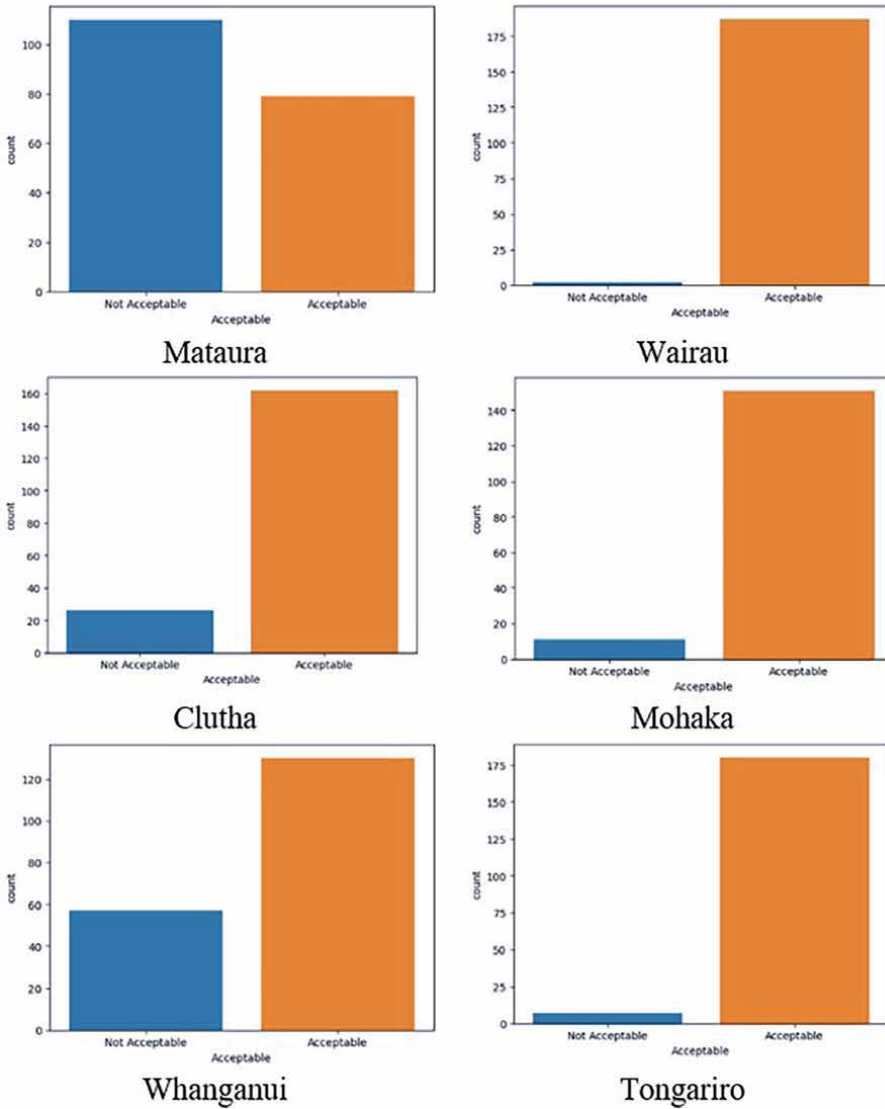 100
80
60
40
20
0
count
Not Acceptable
Acceptable
Acceptable
Mataura
175
150
125
100
75
50
25
0
count
Not Acceptable
Acceptable
Acceptable
Wairau
160
140
120
100
80
60
40
20
0
count
Not Acceptable
Acceptable
Acceptable
Clutha
140
120
100
80
60
40
20
0
count
Not Acceptable
Acceptable
Acceptable
Mohaka
120
100
80
60
40
20
0
count
Not Acceptable
Acceptable
Acceptable
Whanganui
175
150
125
100
75
50
25
0
count
Not Acceptable
Acceptable
Acceptable
Tongariro